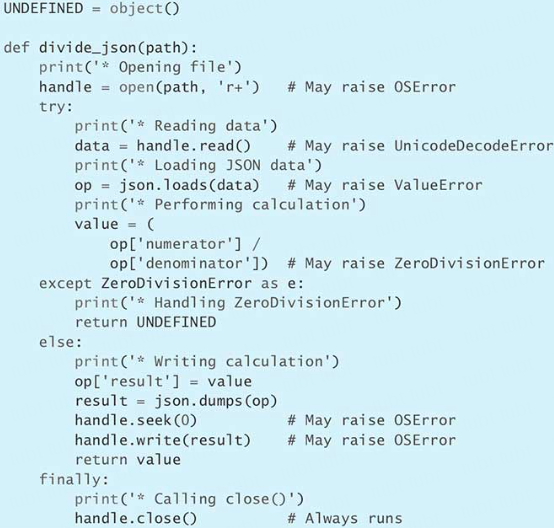 UNDEFINED = object()

def divide_json(path):
    print('* Opening file')
    handle = open(path, 'r+')   # May raise OSError
    try:
        print('* Reading data')
        data = handle.read()    # May raise UnicodeDecodeError
        print('* Loading JSON data')
        op = json.loads(data)   # May raise ValueError
        print('* Performing calculation')
        value = (
            op['numerator'] /
            op['denominator'])  # May raise ZeroDivisionError
    except ZeroDivisionError as e:
        print('* Handling ZeroDivisionError')
        return UNDEFINED
    else:
        print('* Writing calculation')
        op['result'] = value
        result = json.dumps(op)
        handle.seek(0)          # May raise OSError
        handle.write(result)    # May raise OSError
        return value
    finally:
        print('* Calling close()')
        handle.close()          # Always runs